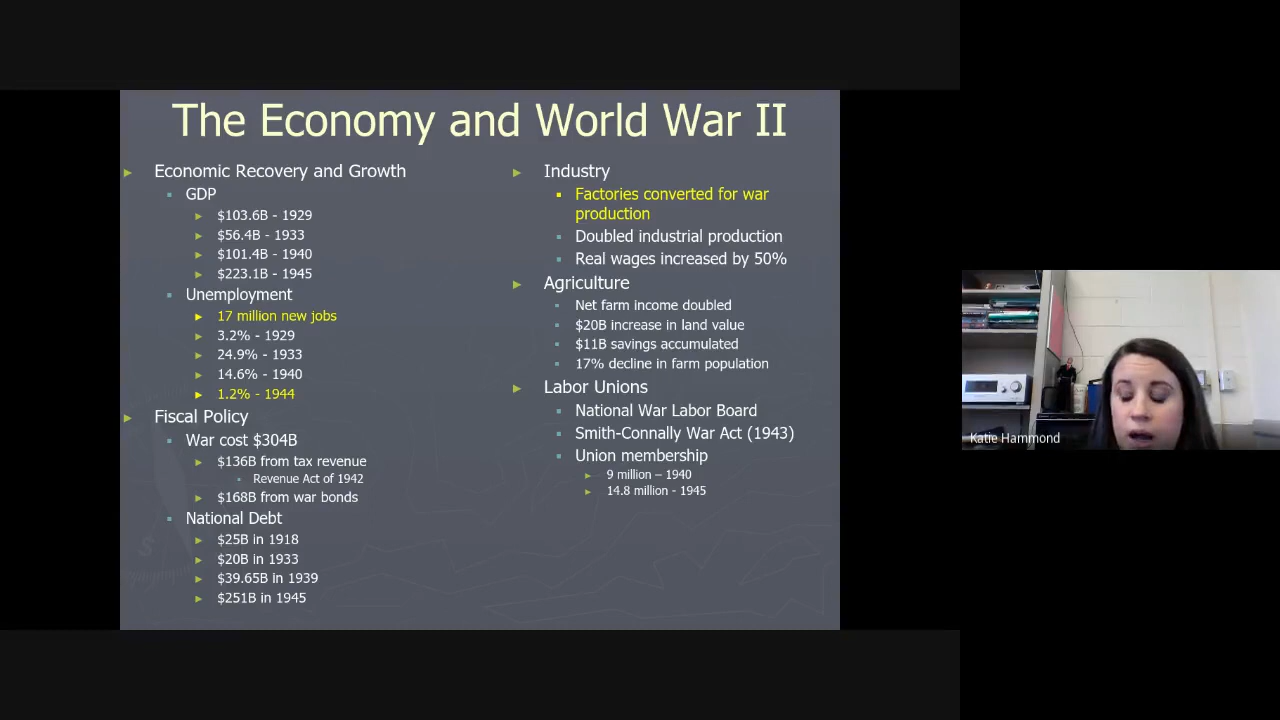 The Economy and World War II
Economic Recovery and Growth
GDP
$103.6B - 1929
$56.4B - 1933
$101.4B - 1940
$223.1B - 1945
Unemployment
17 million new jobs
3.2% - 1929
24.9% - 1933
14.6% - 1940
1.2% - 1944
Fiscal Policy
War cost $304B
$136B from tax revenue
Revenue Act of 1942
$168B from war bonds
National Debt
$25B in 1918
$20B in 1933
$39.65B in 1939
$251B in 1945
Industry
Factories converted for war
production
Doubled industrial production
Real wages increased by 50%
Agriculture
Net farm income doubled
$20B increase in land value
$11B savings accumulated
17% decline in farm population
Labor Unions
National War Labor Board
Smith-Connally War Act (1943)
Union membership
9 million – 1940
14.8 million - 1945
Katie Hammond